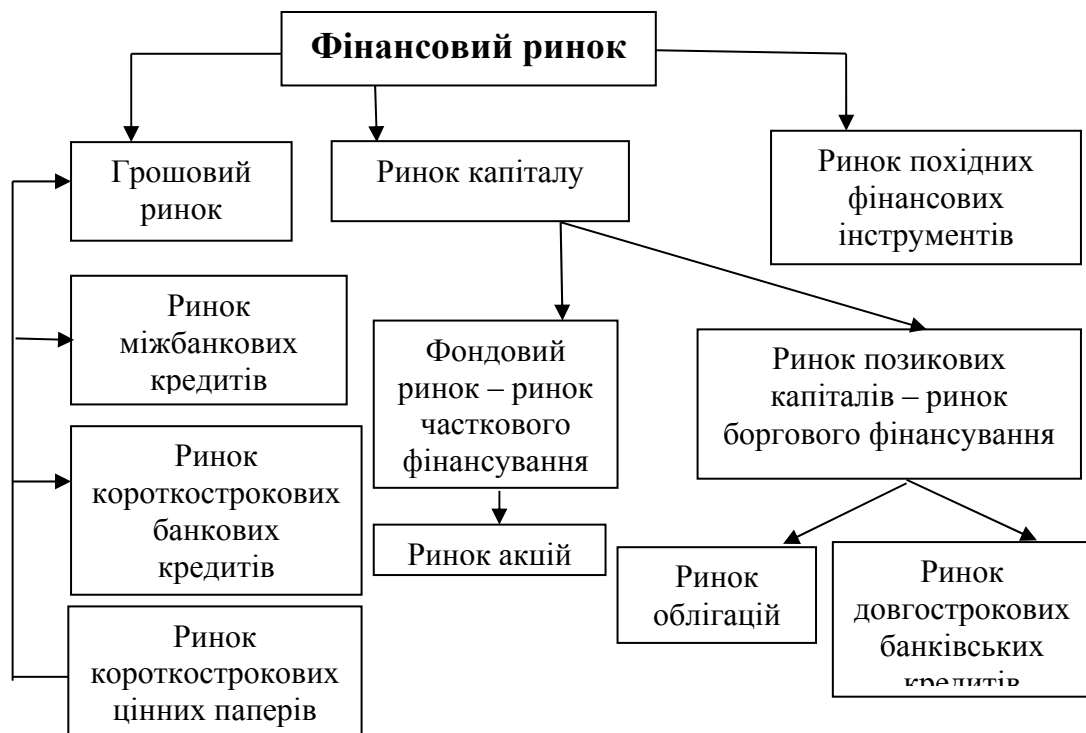 Фінансовий ринок
Грошовий
ринок
Ринок капіталу
Ринок похідних
фінансових
інструментів
Ринок
міжбанкових
кредитів
Фондовий
ринок – ринок
часткового
фінансування
Ринок позикових
капіталів – ринок
боргового фінансування
Ринок
короткострокових
банкових
кредитів
Ринок акцій
Ринок
облігацій
Ринок
довгострокових
банківських
кредитів
Ринок
короткострокових
цінних паперів